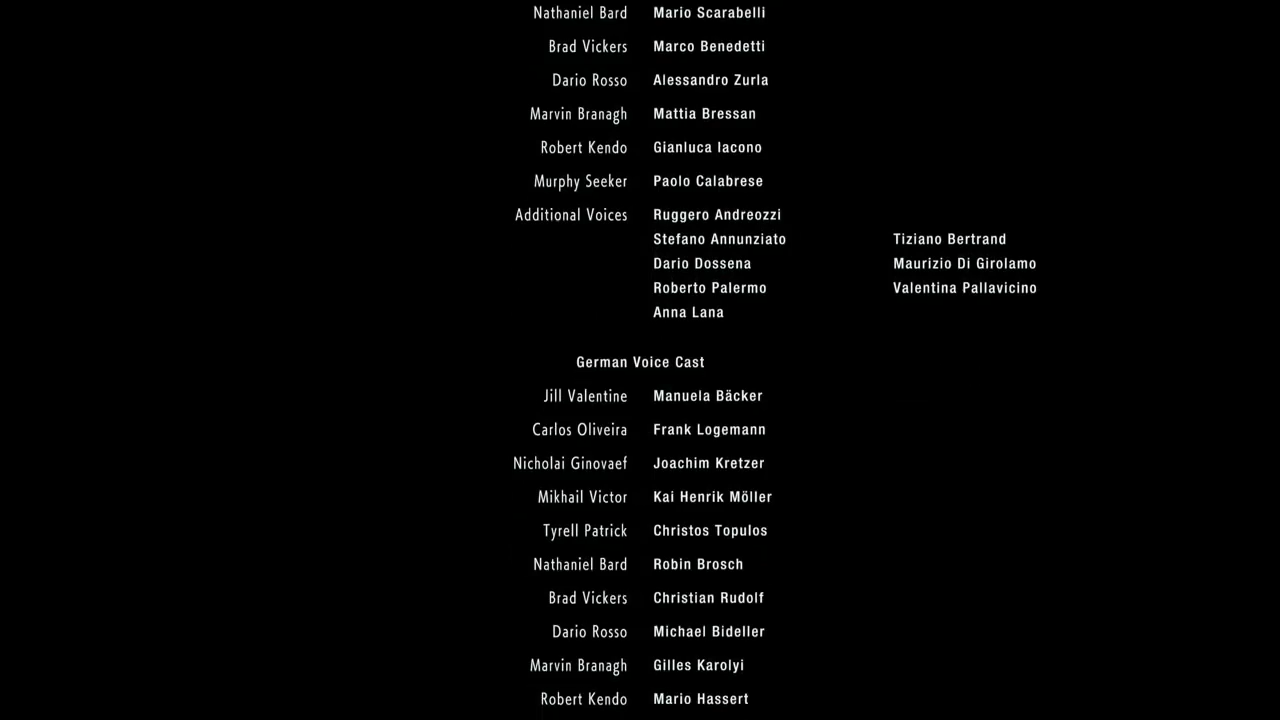 Nathaniel Bard Mario Scarabelli
Brad Vickers Marco Benedetti
Dario Rosso Alessandro Zurla
Marvin Branagh Mattia Bressan
Robert Kendo Gianluca Iacono
Murphy Seeker Paolo Calabrese
Additional Voices Ruggero Andreozzi
Stefano Annunziato Tiziano Bertrand
Dario Dossena Maurizio Di Girolamo
Roberto Palermo Valentina Pallavicino
Anna Lana
German Voice Cast
Jill Valentine Manuela Bäcker
Carlos Oliveira Frank Logemann
Nicholai Ginovaef Joachim Kretzer
Mikhail Victor Kai Henrik Möller
Tyrell Patrick Christos Topulos
Nathaniel Bard Robin Brosch
Brad Vickers Christian Rudolf
Dario Rosso Michael Bideller
Marvin Branagh Gilles Karolyi
Robert Kendo Mario Hassert